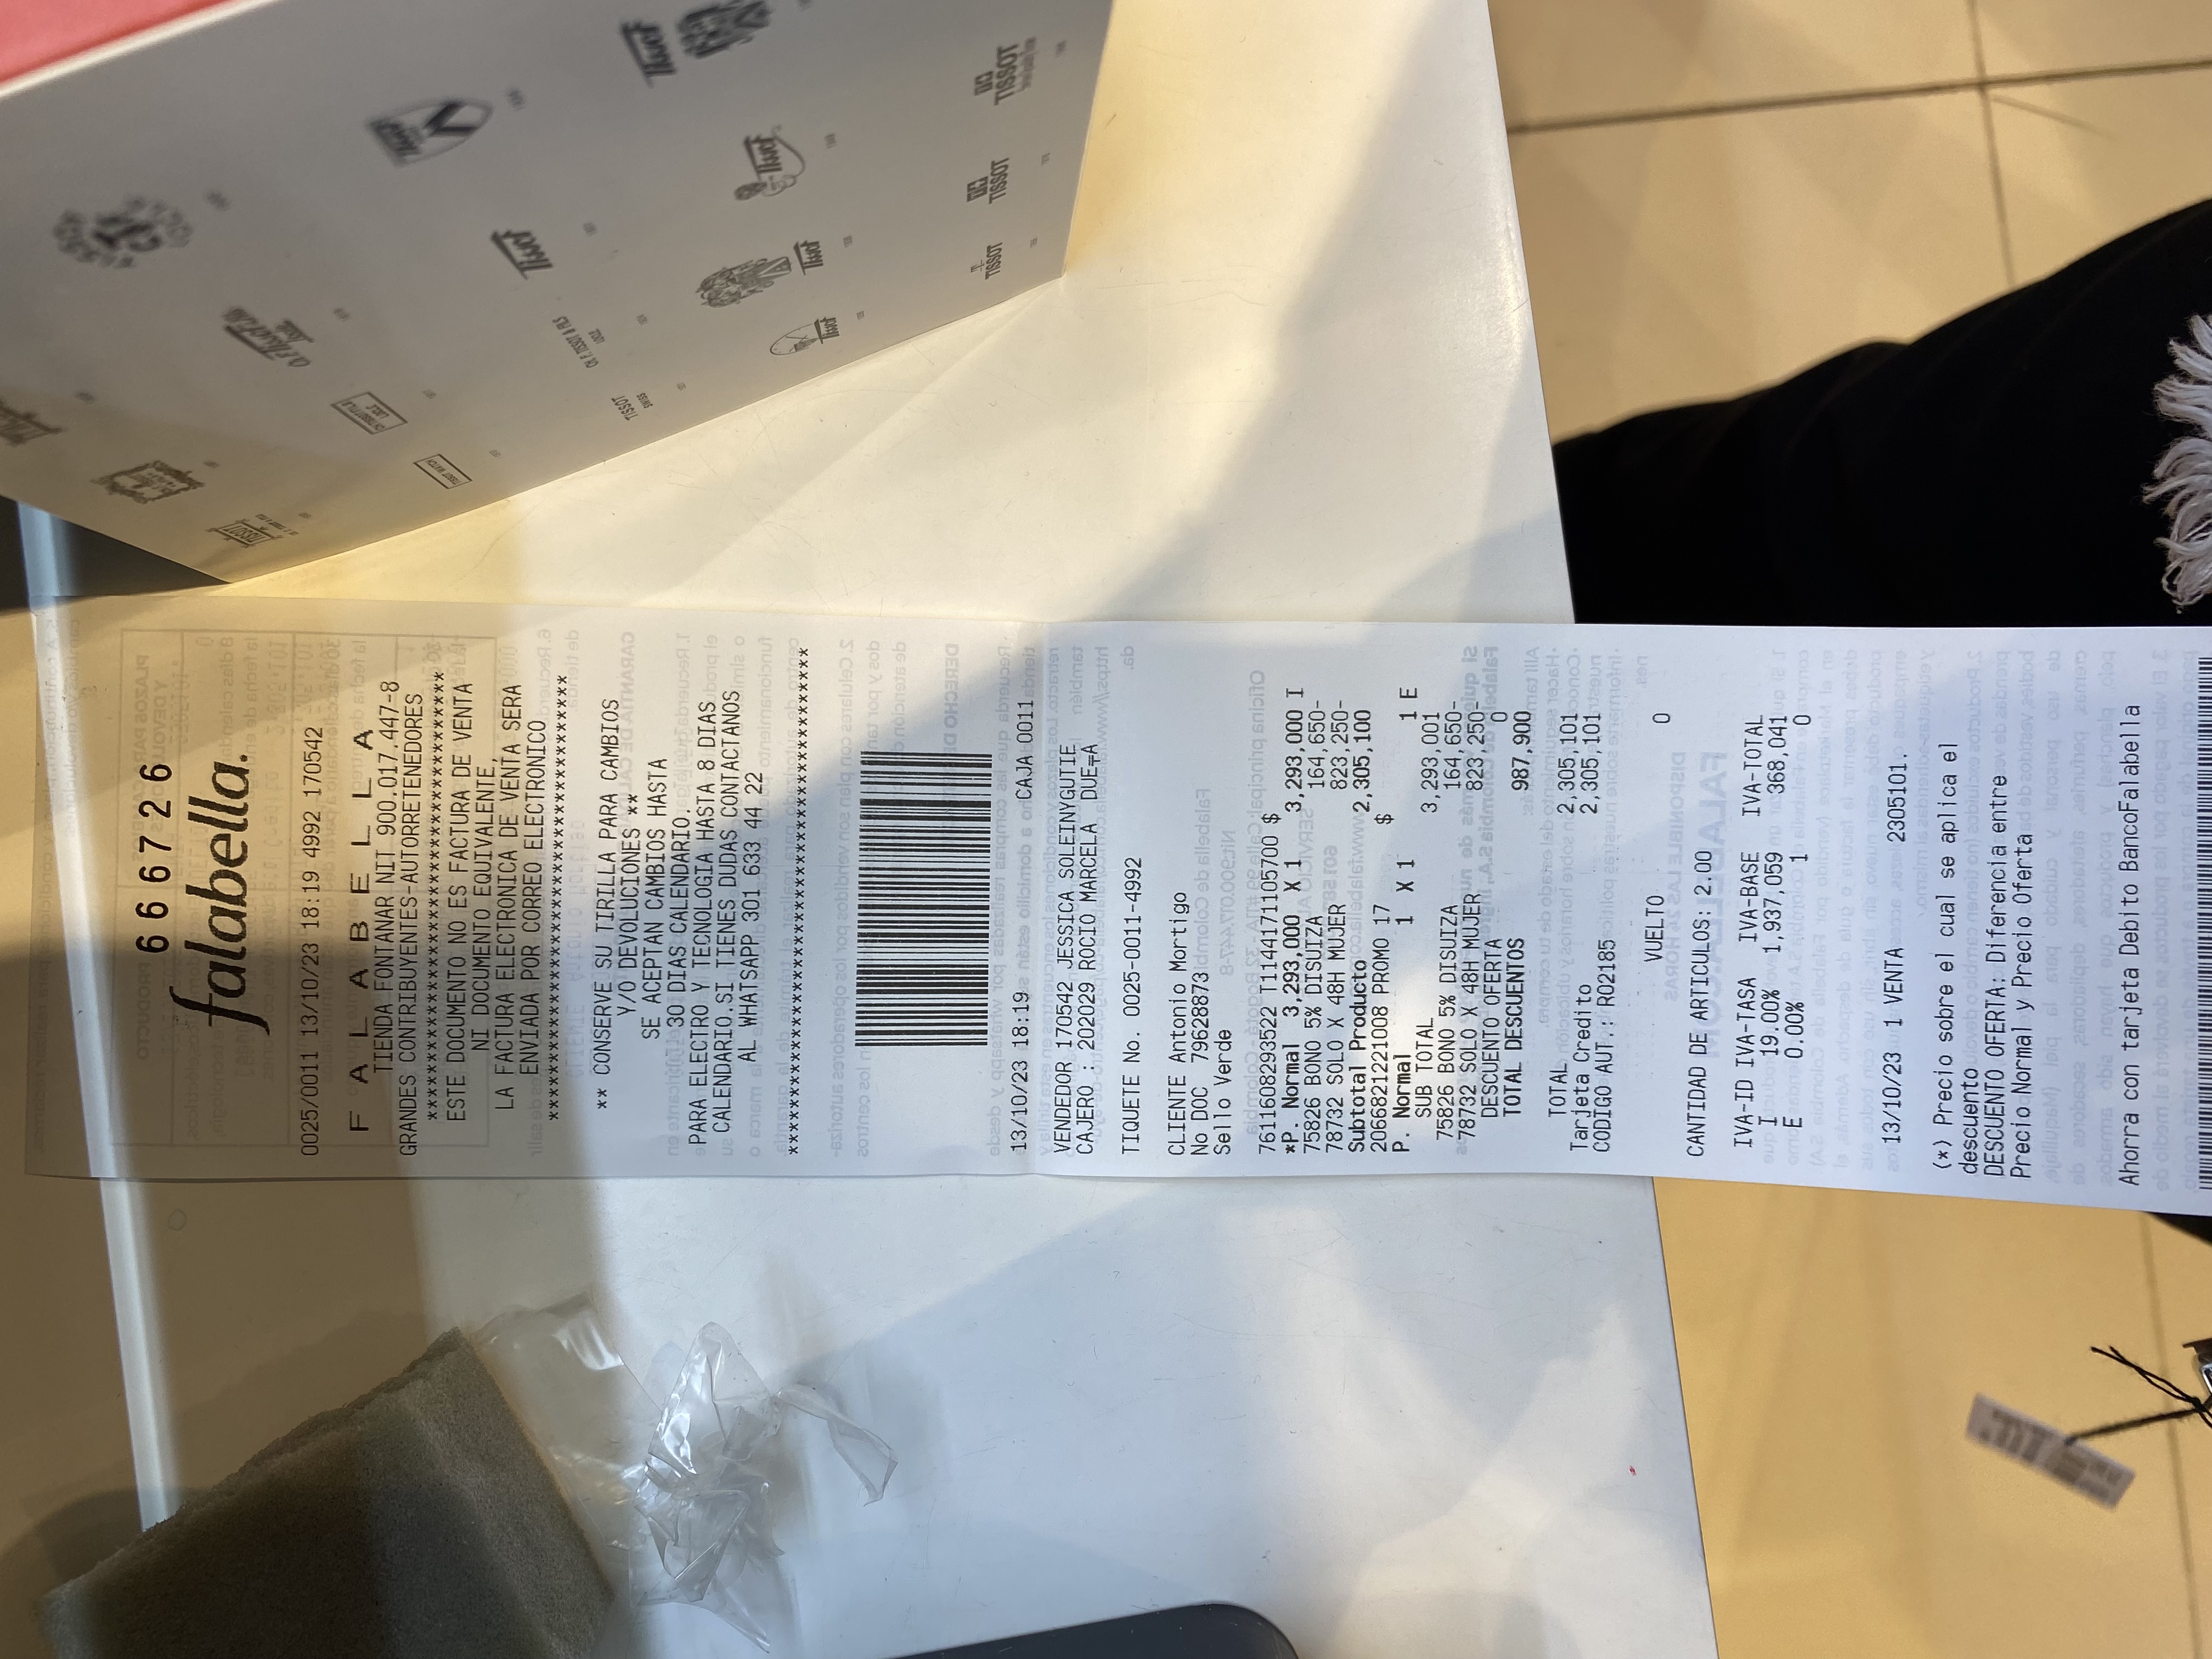 666726
falabella.
0025/0011 13/10/23 18:19 4992 170542
F A L A B E L L A
TIENDA FONTANAR NIT 900.017.447-8
GRANDES CONTRIBUYENTES-AUTORRETENEDORES
ESTE DOCUMENTO NO ES FACTURA DE VENTA
NI DOCUMENTO EQUIVALENTE,
LA FACTURA ELECTRONICA DE VENTA SERA
ENVIADA POR CORREO ELECTRONICO
** CONSERVE SU TIRILLA PARA CAMBIOS
Y/O DEVOLUCIONES **
SE ACEPTAN CAMBIOS HASTA
30 DIAS CALENDARIO.
PARA ELECTRO Y TECNOLOGIA HASTA 8 DIAS
CALENDARIO.SI TIENES DUDAS CONTACTANOS
AL WHATSAPP 301 633 44 22
13/10/23 18:19 CAJA 0011
VENDEDOR 170542 JESSICA SOLEINYGUTIE
CAJERO : 202029 ROCIO MARCELA DUE╤A
TIQUETE No. 0025-0011-4992
CLIENTE Antonio Mortigo
No DOC 79628873
Sello Verde
7611608293522 T1144171105700 $
*P. Normal 3,293,000 X 1 3,293,000 I
75826 BONO 5% DISUIZA 164,650-
78732 SOLO X 48H MUJER 823,250-
Subtotal Producto 2,305,100
2066821221008 PROMO 17 $
P. Normal 1 X 1 1 E
SUB TOTAL 3,293,001
75826 BONO 5% DISUIZA 164,650-
78732 SOLO X 48H MUJER 823,250-
DESCUENTO OFERTA 0
TOTAL DESCUENTOS 987,900
TOTAL 2,305,101
Tarjeta Credito 2,305,101
CODIGO AUT.: R02185
VUELTO 0
CANTIDAD DE ARTICULOS: 2.00
IVA-ID IVA-TASA IVA-BASE IVA-TOTAL
I 19.00% 1,937,059 368,041
E 0.00% 1 0
13/10/23 1 VENTA 2305101.
(*) Precio sobre el cual se aplica el
descuento
DESCUENTO OFERTA: Diferencia entre
Precio Normal y Precio Oferta
Ahorra con tarjeta Debito BancoFalabella
TISSOT
TISSOT
TISSOT
TISSOT